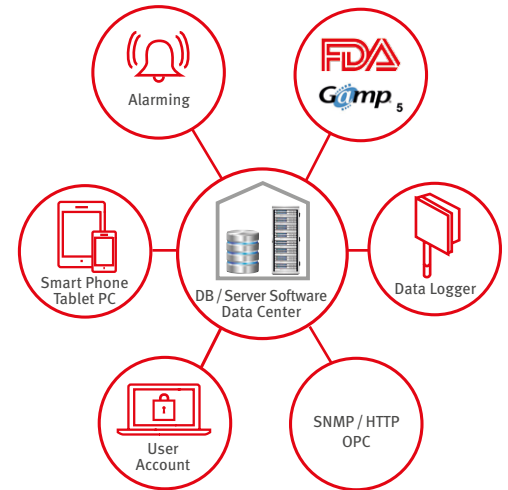 Alarming
FDA
G@mp 5
Smart Phone
Tablet PC
DB / Server Software
Data Center
Data Logger
User
Account
SNMP / HTTP
OPC